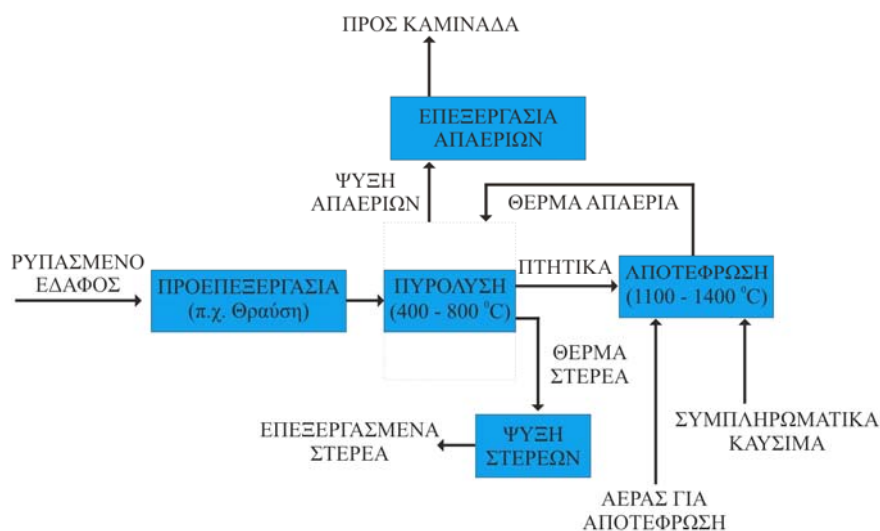 ΠΡΟΣ ΚΑΜΙΝΑΔΑ
ΕΠΕΞΕΡΓΑΣΙΑ
ΑΠΑΕΡΙΩΝ
ΨΥΞΗ
ΑΠΑΕΡΙΩΝ
ΘΕΡΜΑ ΑΠΑΕΡΙΑ
ΡΥΠΑΣΜΕΝΟ
ΕΔΑΦΟΣ
ΠΡΟΕΠΕΞΕΡΓΑΣΙΑ
(π.χ. Θραύση)
ΠΥΡΟΛΥΣΗ
(400 - 800 °C)
ΠΤΗΤΙΚΑ
ΑΠΟΤΕΦΡΩΣΗ
(1100 - 1400 °C)
ΘΕΡΜΑ
ΣΤΕΡΕΑ
ΕΠΕΞΕΡΓΑΣΜΕΝΑ
ΣΤΕΡΕΑ
ΨΥΞΗ
ΣΤΕΡΕΩΝ
ΣΥΜΠΛΗΡΩΜΑΤΙΚΑ
ΚΑΥΣΙΜΑ
ΑΕΡΑΣ ΓΙΑ
ΑΠΟΤΕΦΡΩΣΗ